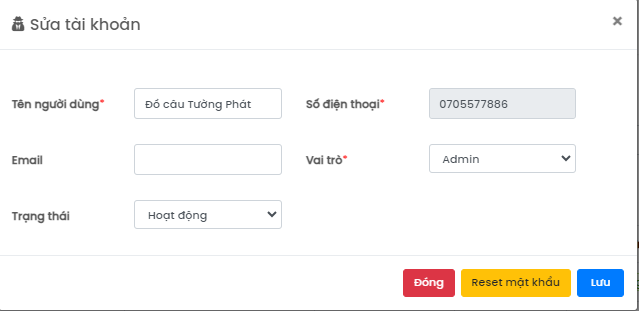 Sửa tài khoản ×
Tên người dùng* Đồ câu Tường Phát Số điện thoại* 0705577886
Email Vai trò* Admin
Trạng thái Hoạt động
Đóng Reset mật khẩu Lưu